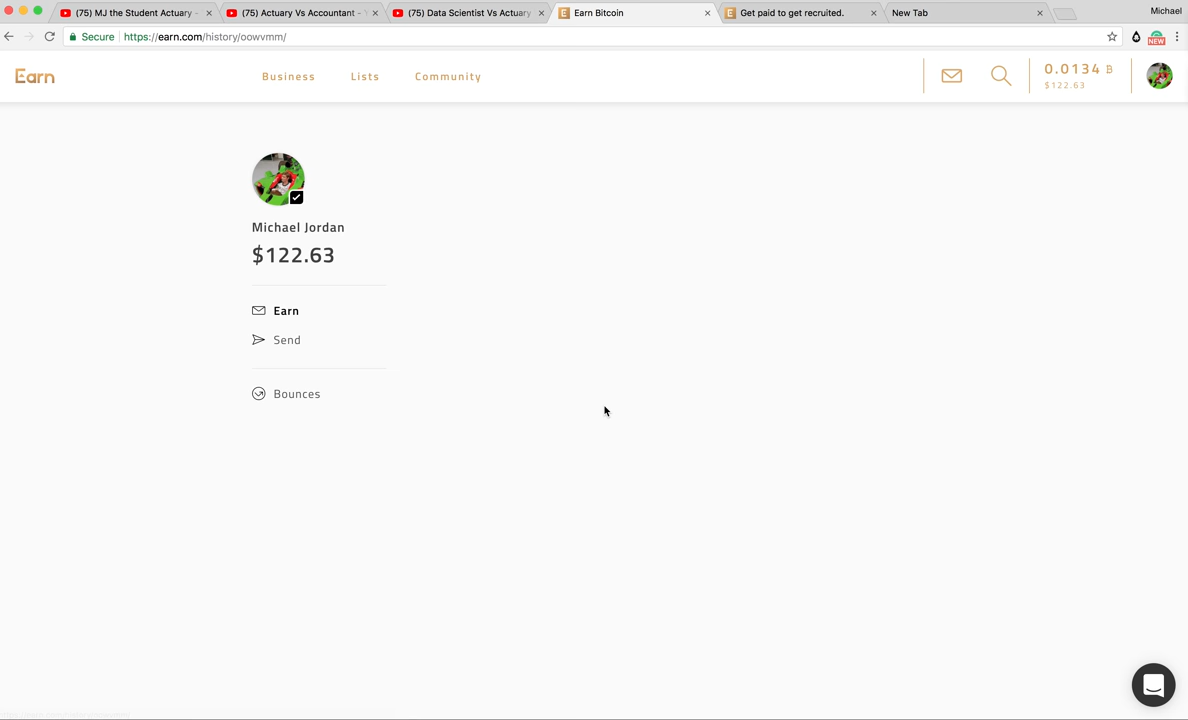 (75) MJ the Student Actuary -
(75) Actuary Vs Accountant - Y
(75) Data Scientist Vs Actuary
Earn Bitcoin
Get paid to get recruited.
New Tab
Michael
Secure https://earn.com/history/oowvmm/
NEW
Earn
Business
Lists
Community
0.0134 B
$122.63
Michael Jordan
$122.63
Earn
Send
Bounces